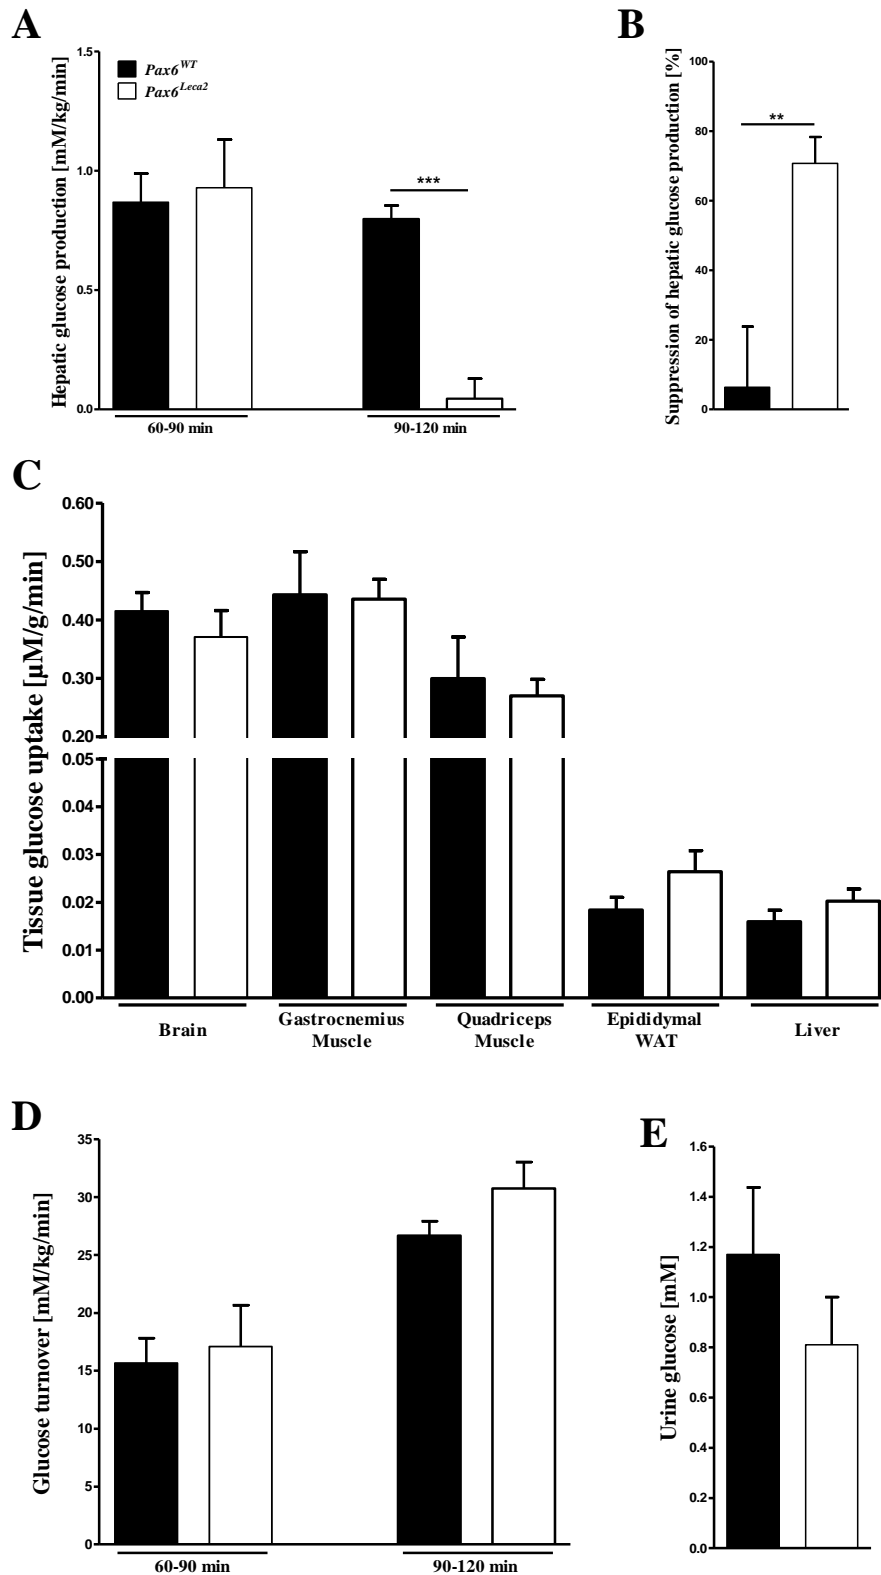 A
Hepatic glucose production [mM/kg/min]
1.5
1.0
0.5
0.0
Pax6^WT
Pax6^Leca2
***
60-90 min
90-120 min
B
Suppression of hepatic glucose production [%]
100
80
60
40
20
0
**
C
Tissue glucose uptake [µM/g/min]
0.60
0.50
0.40
0.30
0.20
0.05
0.04
0.03
0.02
0.01
0.00
Brain
Gastrocnemius
Muscle
Quadriceps
Muscle
Epididymal
WAT
Liver
D
Glucose turnover [mM/kg/min]
35
30
25
20
15
10
5
0
60-90 min
90-120 min
E
Urine glucose [mM]
1.6
1.4
1.2
1.0
0.8
0.6
0.4
0.2
0.0